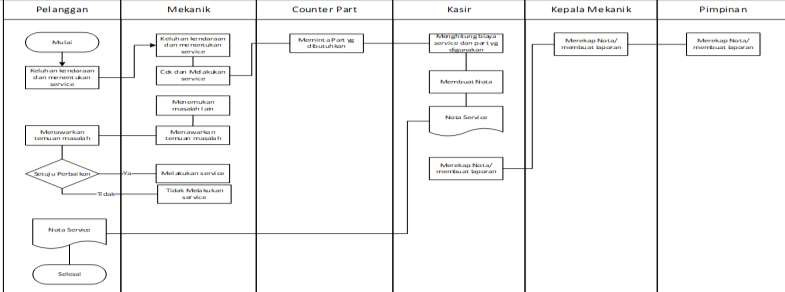 Pelanggan
Mekanik
Counter Part
Kasir
Kepala Mekanik
Pimpinan
Mulai
Keluhan kendaraan
dan menentukan
service
Keluhan kendaraan
dan menentukan
service
Cek dan Melakukan
service
Meminta Part yg
dibutuhkan
Menghitung biaya
service dan part yg
digunakan
Merekap Nota/
membuat laporan
Merekap Nota/
membuat laporan
Membuat Nota
Menemukan
masalah lain
Nota Service
Menawarkan
temuan masalah
Menawarkan
temuan masalah
Setuju Perbaikan
Ya
Melakukan service
Merekap Nota/
membuat laporan
Tidak
Tidak Melakukan
service
Nota Service
Selesai